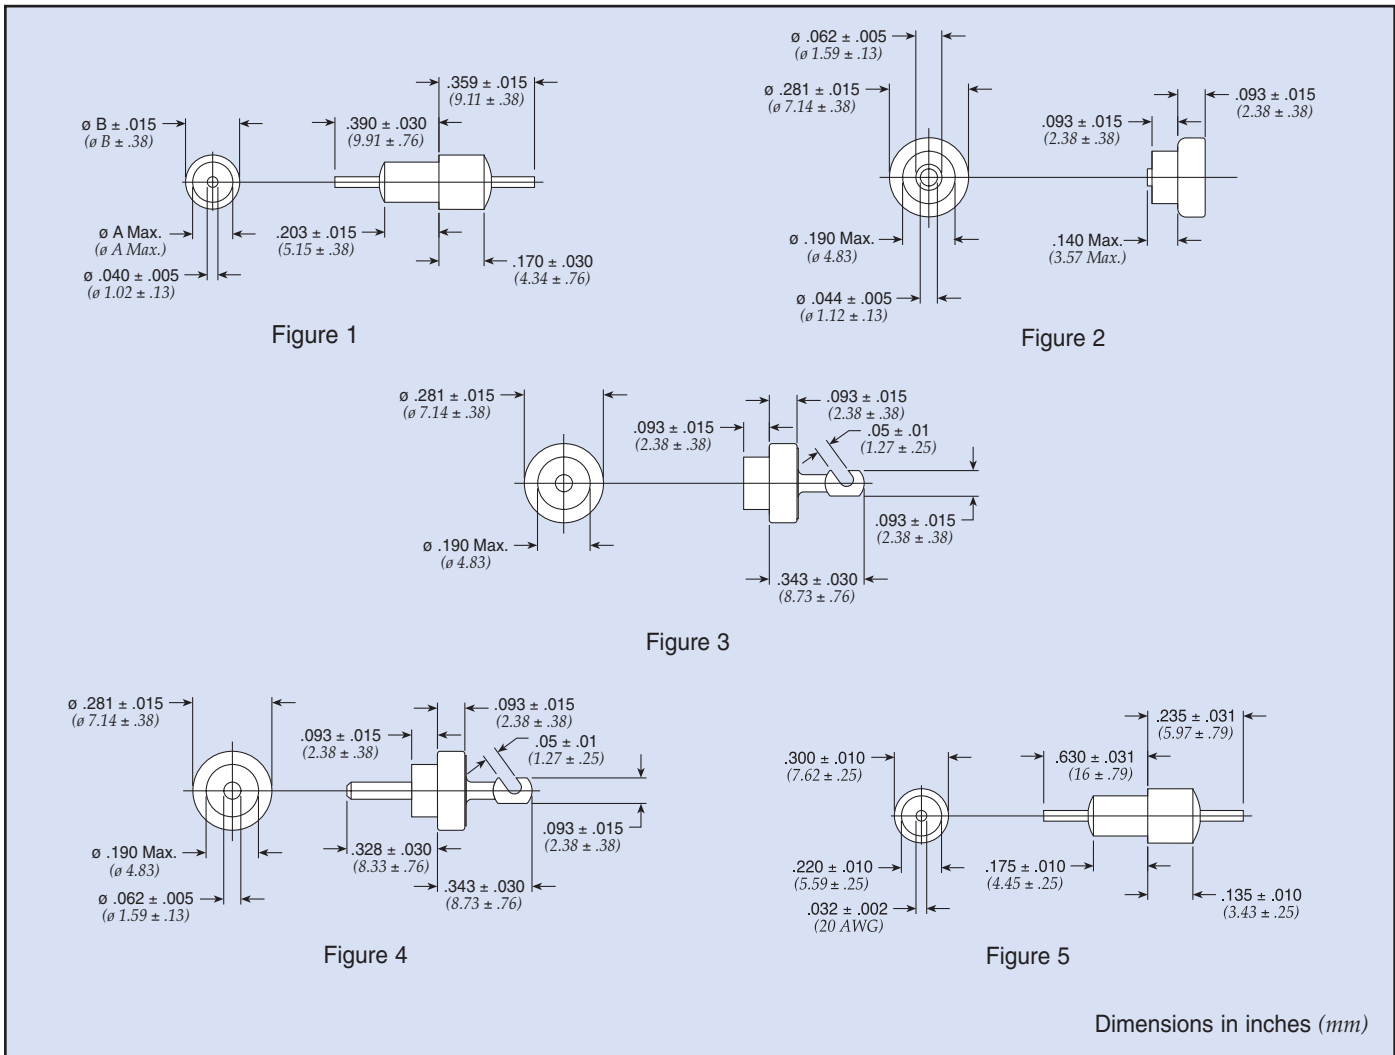 .359 ± .015
(9.11 ± .38)
ø B ± .015
(ø B ± .38)
.390 ± .030
(9.91 ± .76)
ø A Max.
(ø A Max.)
.203 ± .015
(5.15 ± .38)
ø .040 ± .005
(ø 1.02 ± .13)
.170 ± .030
(4.34 ± .76)
Figure 1
ø .062 ± .005
(ø 1.59 ± .13)
ø .281 ± .015
(ø 7.14 ± .38)
.093 ± .015
(2.38 ± .38)
.093 ± .015
(2.38 ± .38)
ø .190 Max.
(ø 4.83)
.140 Max.
(3.57 Max.)
ø .044 ± .005
(ø 1.12 ± .13)
Figure 2
ø .281 ± .015
(ø 7.14 ± .38)
.093 ± .015
(2.38 ± .38)
.093 ± .015
(2.38 ± .38)
.05 ± .01
(1.27 ± .25)
.093 ± .015
(2.38 ± .38)
ø .190 Max.
(ø 4.83)
.343 ± .030
(8.73 ± .76)
Figure 3
ø .281 ± .015
(ø 7.14 ± .38)
.093 ± .015
(2.38 ± .38)
.093 ± .015
(2.38 ± .38)
.05 ± .01
(1.27 ± .25)
.093 ± .015
(2.38 ± .38)
ø .190 Max.
(ø 4.83)
.328 ± .030
(8.33 ± .76)
.343 ± .030
(8.73 ± .76)
ø .062 ± .005
(ø 1.59 ± .13)
Figure 4
.235 ± .031
(5.97 ± .79)
.300 ± .010
(7.62 ± .25)
.630 ± .031
(16 ± .79)
.220 ± .010
(5.59 ± .25)
.175 ± .010
(4.45 ± .25)
.135 ± .010
(3.43 ± .25)
.032 ± .002
(20 AWG)
Figure 5
Dimensions in inches (mm)